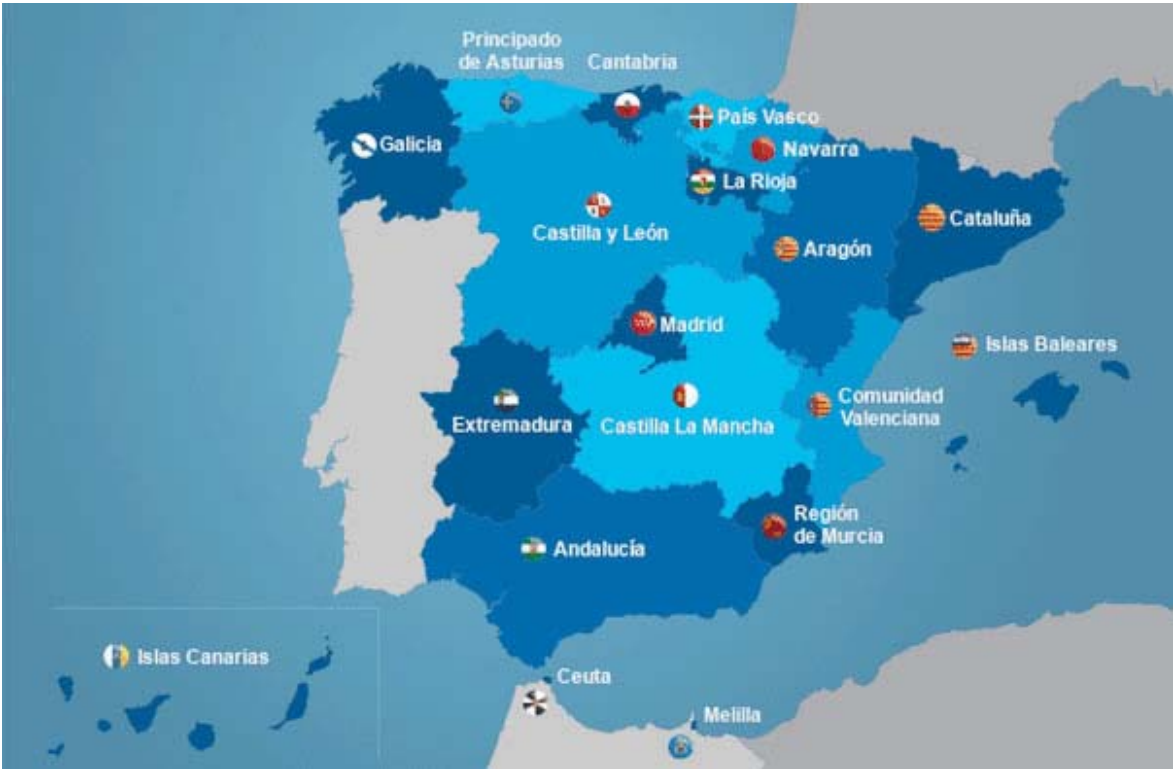 Principado
de Asturias
Cantabria
País Vasco
Galicia
Navarra
La Rioja
Castilla y León
Cataluña
Aragón
Madrid
Islas Baleares
Extremadura
Castilla La Mancha
Comunidad
Valenciana
Región
de Murcia
Andalucía
Islas Canarias
Ceuta
Melilla